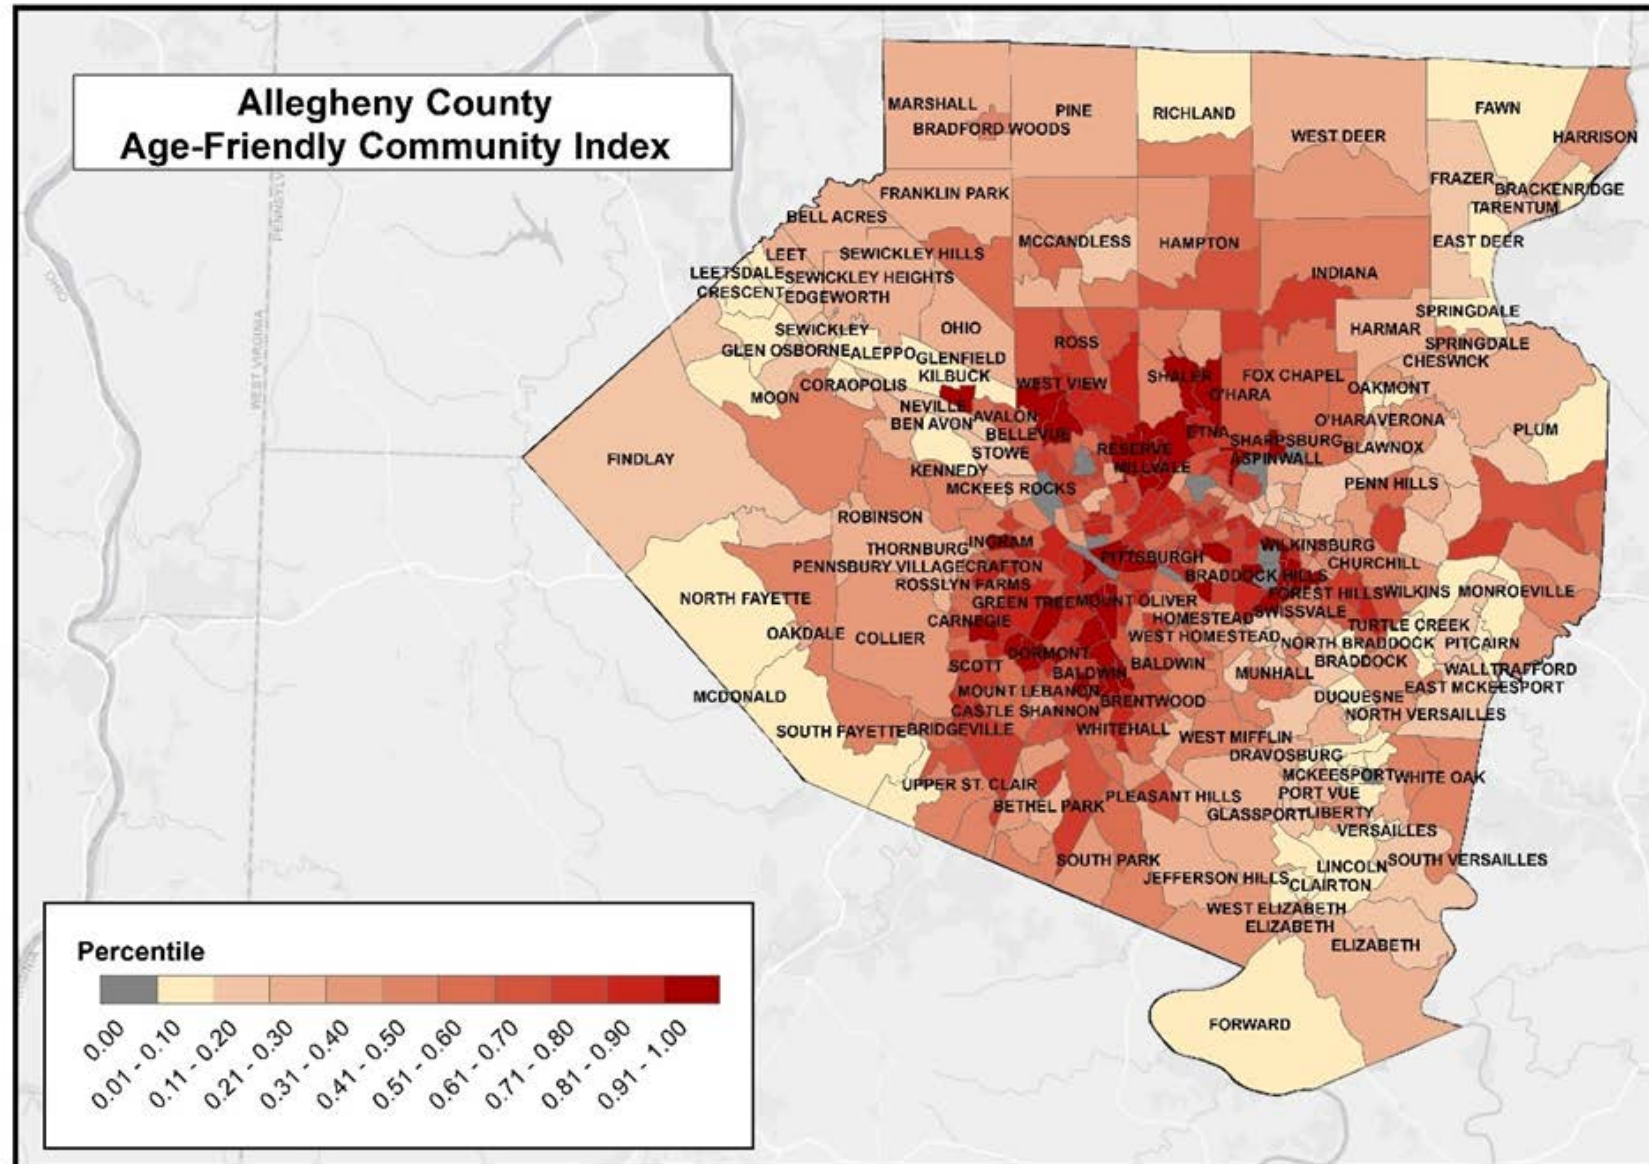 Allegheny County
Age-Friendly Community Index
PENNSYLV
OHIO
WEST VIRGINIA
MARSHALL
PINE
RICHLAND
FAWN
BRADFORD WOODS
WEST DEER
HARRISON
FRANKLIN PARK
FRAZER
BRACKENRIDGE
TARENTUM
BELL ACRES
MCCANDLESS
HAMPTON
EAST DEER
LEET
SEWICKLEY HILLS
LEETSDALE
SEWICKLEY HEIGHTS
INDIANA
CRESCENT
EDGEWORTH
SPRINGDALE
SEWICKLEY
OHIO
HARMAR
ROSS
SPRINGDALE
GLEN OSBORNE
ALEPPO
GLENFIELD
CHESWICK
KILBUCK
WEST VIEW
SHALER
FOX CHAPEL
MOON
CORAOPOLIS
OAKMONT
O'HARA
NEVILLE
AVALON
BEN AVON
O'HARA
VERONA
BELLEVUE
ETNA
PLUM
SHARPSBURG
BLAWNOX
STOWE
RESERVE
ASPINWALL
FINDLAY
KENNEDY
MILLVALE
MCKEES ROCKS
PENN HILLS
ROBINSON
INGRAM
THORNBURG
WILKINSBURG
PITTSBURGH
PENNSBURY VILLAGE
CRAFTON
CHURCHILL
ROSSLYN FARMS
BRADDOCK HILLS
NORTH FAYETTE
GREEN TREE
MOUNT OLIVER
FOREST HILLS
WILKINS
MONROEVILLE
CARNEGIE
HOMESTEAD
SWISSVALE
OAKDALE
COLLIER
WEST HOMESTEAD
TURTLE CREEK
NORTH BRADDOCK
PITCAIRN
DORMONT
BRADDOCK
SCOTT
BALDWIN
BALDWIN
MUNHALL
WALL
TRAFFORD
MCDONALD
MOUNT LEBANON
EAST MCKEESPORT
BRENTWOOD
DUQUESNE
CASTLE SHANNON
NORTH VERSAILLES
SOUTH FAYETTE
BRIDGEVILLE
WHITEHALL
WEST MIFFLIN
DRAVOSBURG
UPPER ST. CLAIR
MCKEESPORT
WHITE OAK
PORT VUE
BETHEL PARK
PLEASANT HILLS
GLASSPORT
LIBERTY
VERSAILLES
SOUTH PARK
LINCOLN
SOUTH VERSAILLES
JEFFERSON HILLS
CLAIRTON
WEST ELIZABETH
ELIZABETH
ELIZABETH
FORWARD
Percentile
0.00
0.01 - 0.10
0.11 - 0.20
0.21 - 0.30
0.31 - 0.40
0.41 - 0.50
0.51 - 0.60
0.61 - 0.70
0.71 - 0.80
0.81 - 0.90
0.91 - 1.00